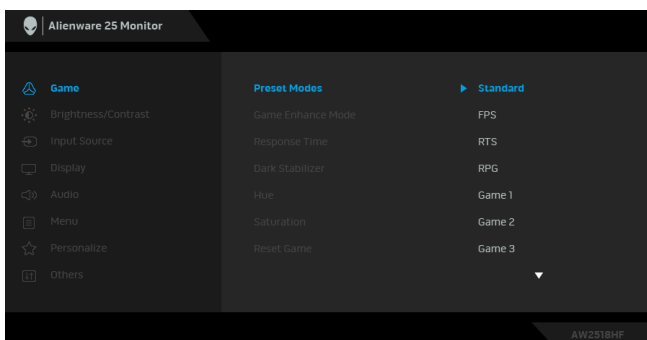 Alienware 25 Monitor
Game Preset Modes Standard
Brightness/Contrast Game Enhance Mode FPS
Input Source Response Time RTS
Display Dark Stabilizer RPG
Audio Hue Game 1
Menu Saturation Game 2
Personalize Reset Game Game 3
Others
AW2518HF